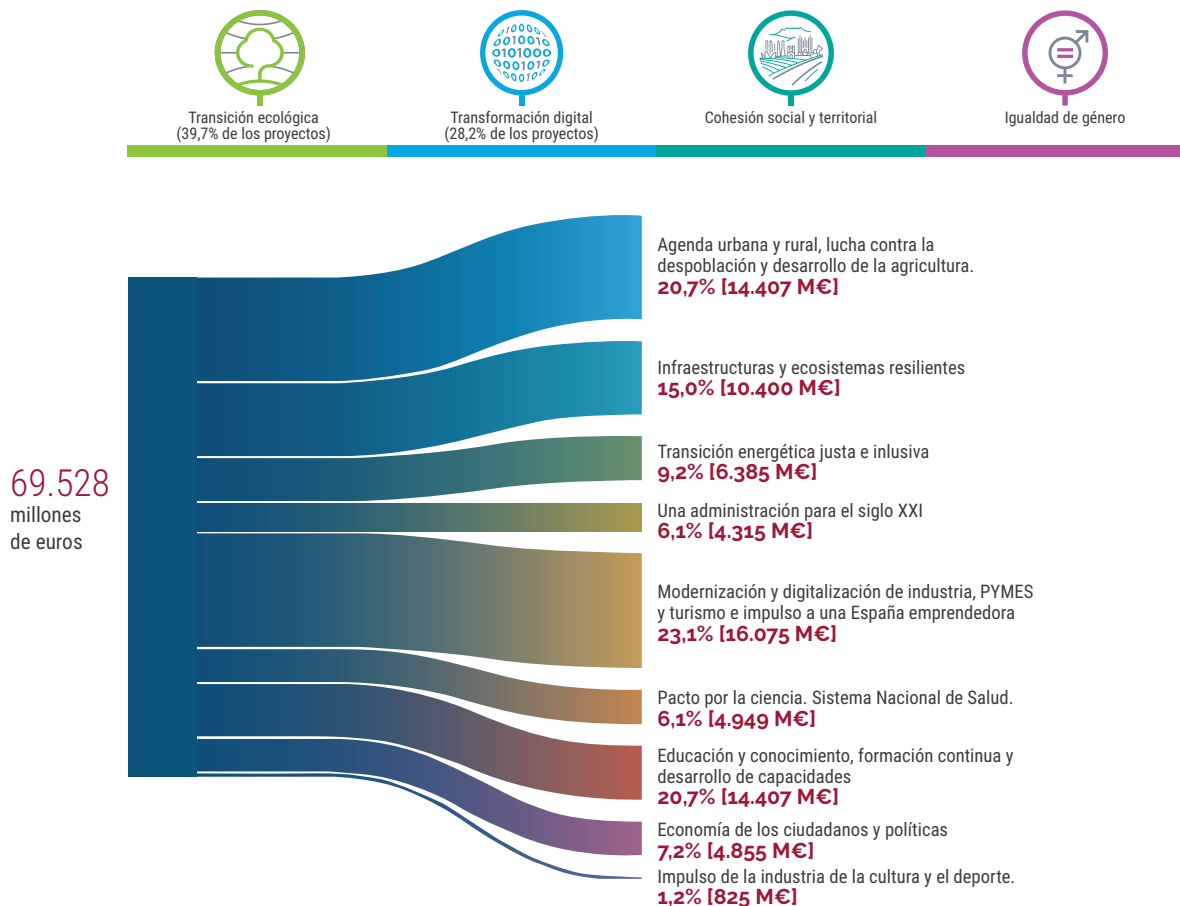 01001
010100
000101
Transición ecológica
(39,7% de los proyectos)
Transformación digital
(28,2% de los proyectos)
Cohesión social y territorial
Igualdad de género
69.528
millones
de euros
Agenda urbana y rural, lucha contra la
despoblación y desarrollo de la agricultura.
20,7% [14.407 M€]
Infraestructuras y ecosistemas resilientes
15,0% [10.400 M€]
Transición energética justa e inlusiva
9,2% [6.385 M€]
Una administración para el siglo XXI
6,1% [4.315 M€]
Modernización y digitalización de industria, PYMES
y turismo e impulso a una España emprendedora
23,1% [16.075 M€]
Pacto por la ciencia. Sistema Nacional de Salud.
6,1% [4.949 M€]
Educación y conocimiento, formación continua y
desarrollo de capacidades
20,7% [14.407 M€]
Economía de los ciudadanos y políticas
7,2% [4.855 M€]
Impulso de la industria de la cultura y el deporte.
1,2% [825 M€]